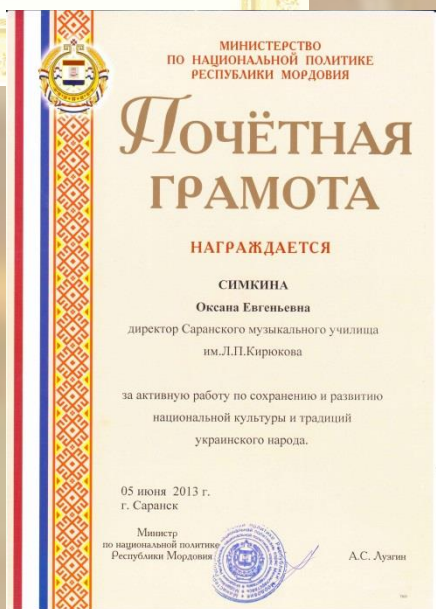 МИНИСТЕРСТВО
ПО НАЦИОНАЛЬНОЙ ПОЛИТИКЕ
РЕСПУБЛИКИ МОРДОВИЯ
ПОЧЁТНАЯ
ГРАМОТА
НАГРАЖДАЕТСЯ
СИМКИНА
Оксана Евгеньевна
директор Саранского музыкального училища
им.Л.П.Кирюкова
за активную работу по сохранению и развитию
национальной культуры и традиций
украинского народа.
05 июня 2013 г.
г. Саранск
Министр
по национальной политике
Республики Мордовия
А.С. Лузгин